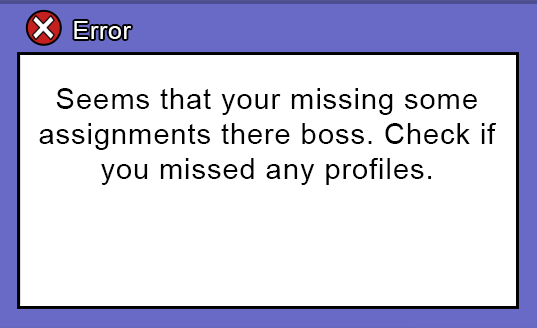 Error
Seems that your missing some
assignments there boss. Check if
you missed any profiles.